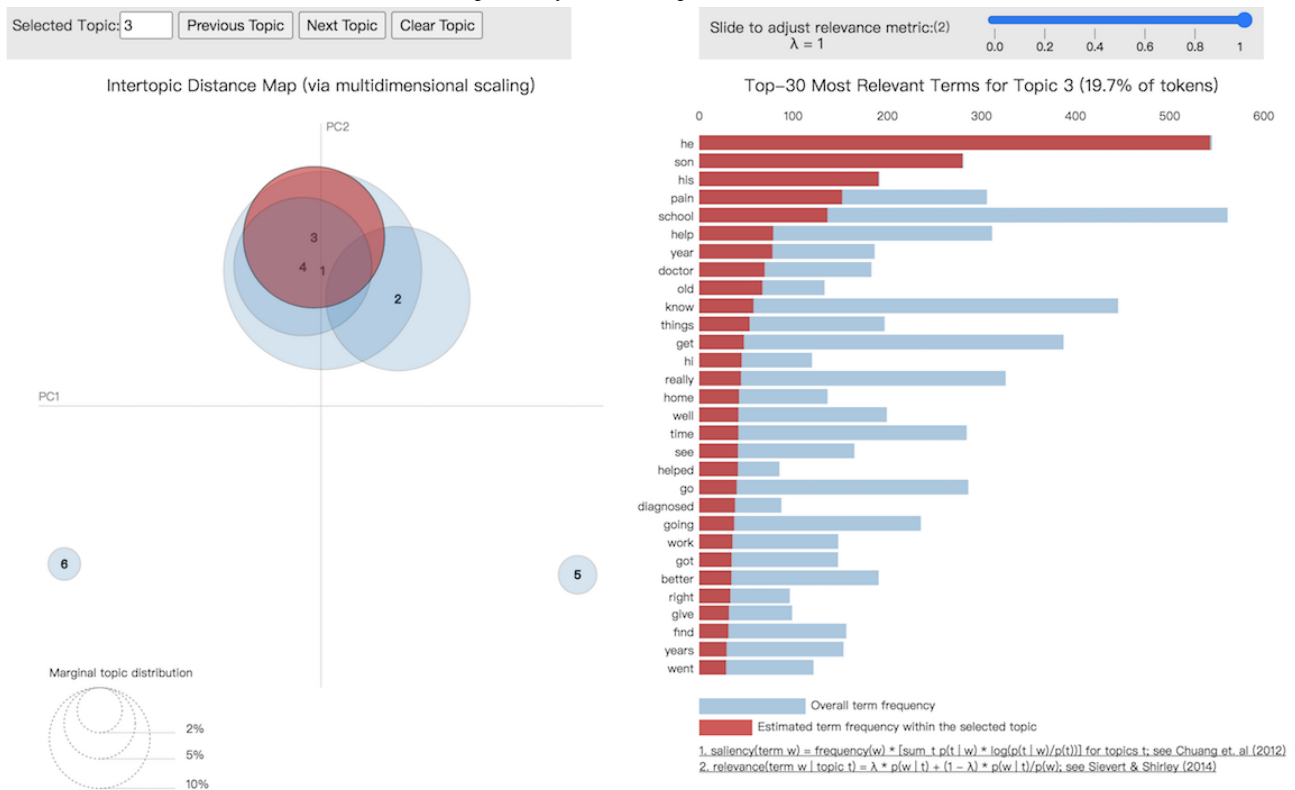 Selected Topic: 3 Previous Topic Next Topic Clear Topic
Slide to adjust relevance metric:(2)
λ = 1
0.0 0.2 0.4 0.6 0.8 1
Intertopic Distance Map (via multidimensional scaling)
PC2
PC1
3
4
1
2
6
5
Marginal topic distribution
2%
5%
10%
Top-30 Most Relevant Terms for Topic 3 (19.7% of tokens)
0 100 200 300 400 500 600
he
son
his
pain
school
help
year
doctor
old
know
things
get
hi
really
home
well
time
see
helped
go
diagnosed
going
work
got
better
right
give
find
years
went
Overall term frequency
Estimated term frequency within the selected topic
1. saliency(term w) = frequency(w) * [sum_t p(t | w) * log(p(t | w)/p(t))] for topics t; see Chuang et. al (2012)
2. relevance(term w | topic t) = λ * p(w | t) + (1 - λ) * p(w | t)/p(w); see Sievert & Shirley (2014)